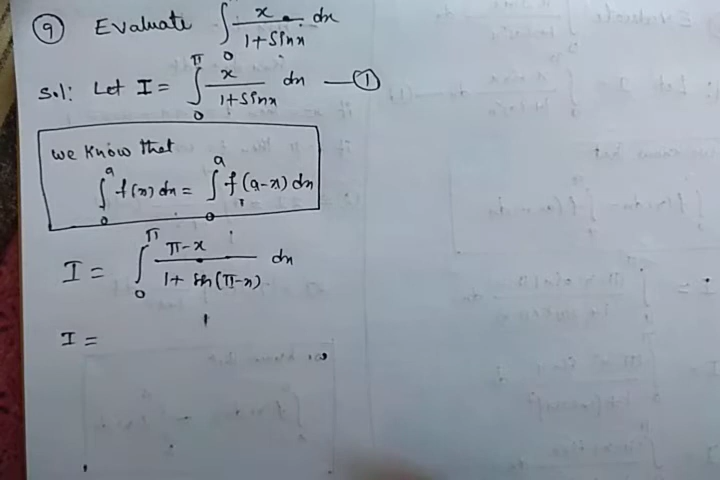 ⑨ Evaluate ∫₀ x/(1+sinx) dx
Sol: Let I = ∫₀^π x/(1+sinx) dx —①
we know that
∫₀^a f(x) dx = ∫₀^a f(a-x) dx
I = ∫₀^π (π-x)/(1+sin(π-x)) dx
I =